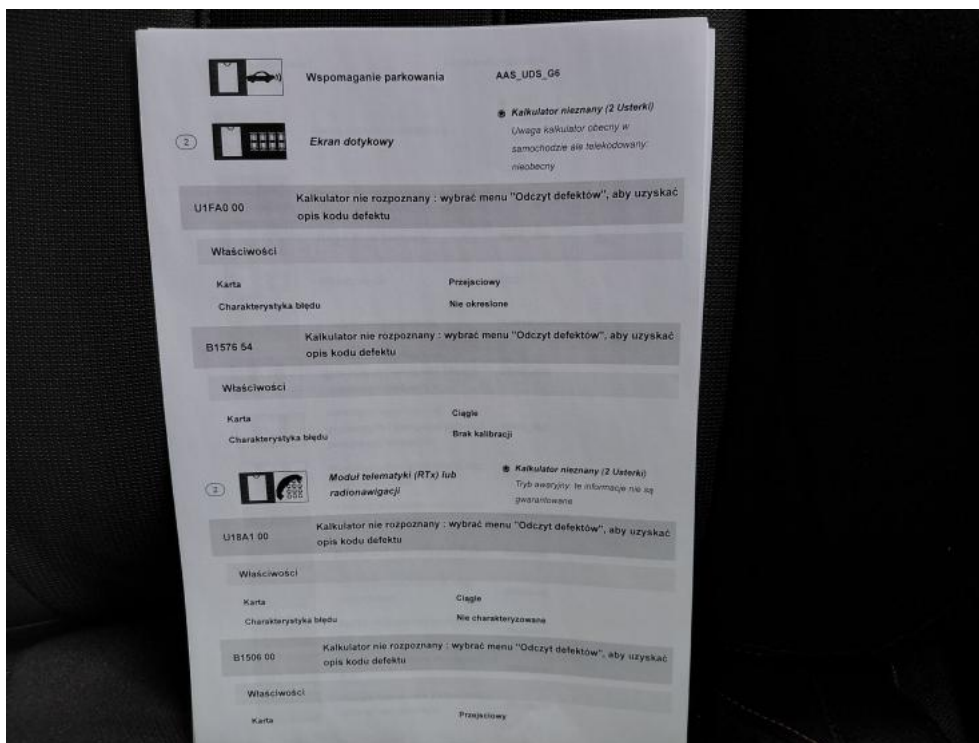 Wspomaganie parkowania AAS_UDS_G6
Kalkulator nieznany (2 Usterki)
2 Ekran dotykowy
Uwaga kalkulator obecny w
samochodzie ale telekodowany:
nieobecny
U1FA0 00 Kalkulator nie rozpoznany : wybrać menu "Odczyt defektów", aby uzyskać
opis kodu defektu
Właściwości
Karta Przejściowy
Charakterystyka błędu Nie okreslone
B1576 54 Kalkulator nie rozpoznany : wybrać menu "Odczyt defektów", aby uzyskać
opis kodu defektu
Właściwości
Karta Ciągłe
Charakterystyka błędu Brak kalibracji
2 Moduł telematyki (RTx) lub
radionawigacji
Kalkulator nieznany (2 Usterki)
Tryb awaryjny: te informacje nie są
gwarantowane
U18A1 00 Kalkulator nie rozpoznany : wybrać menu "Odczyt defektów", aby uzyskać
opis kodu defektu
Właściwości
Karta Ciągłe
Charakterystyka błędu Nie charakteryzowane
B1506 00 Kalkulator nie rozpoznany : wybrać menu "Odczyt defektów", aby uzyskać
opis kodu defektu
Właściwości
Karta Przejściowy